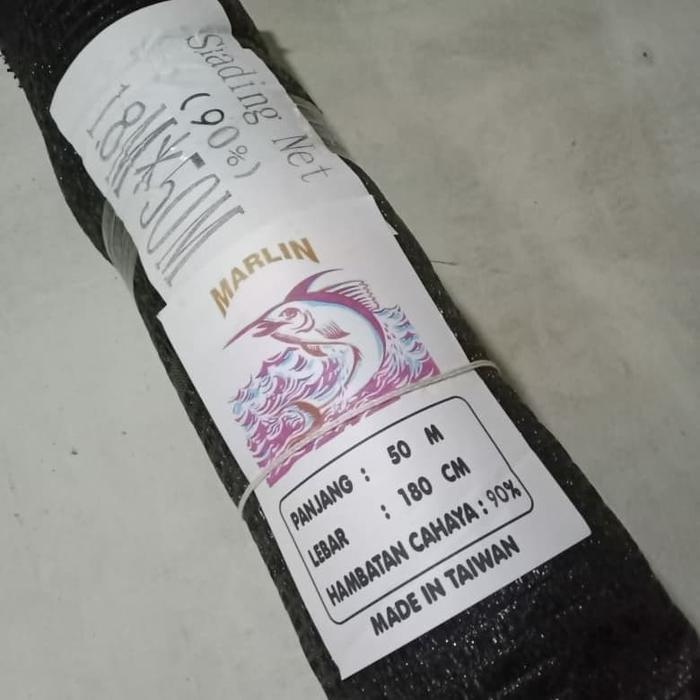 Siading Net
(90%)
1.8Mx50M
MARLIN
PANJANG : 50 M
LEBAR : 180 CM
HAMBATAN CAHAYA : 90%
MADE IN TAIWAN